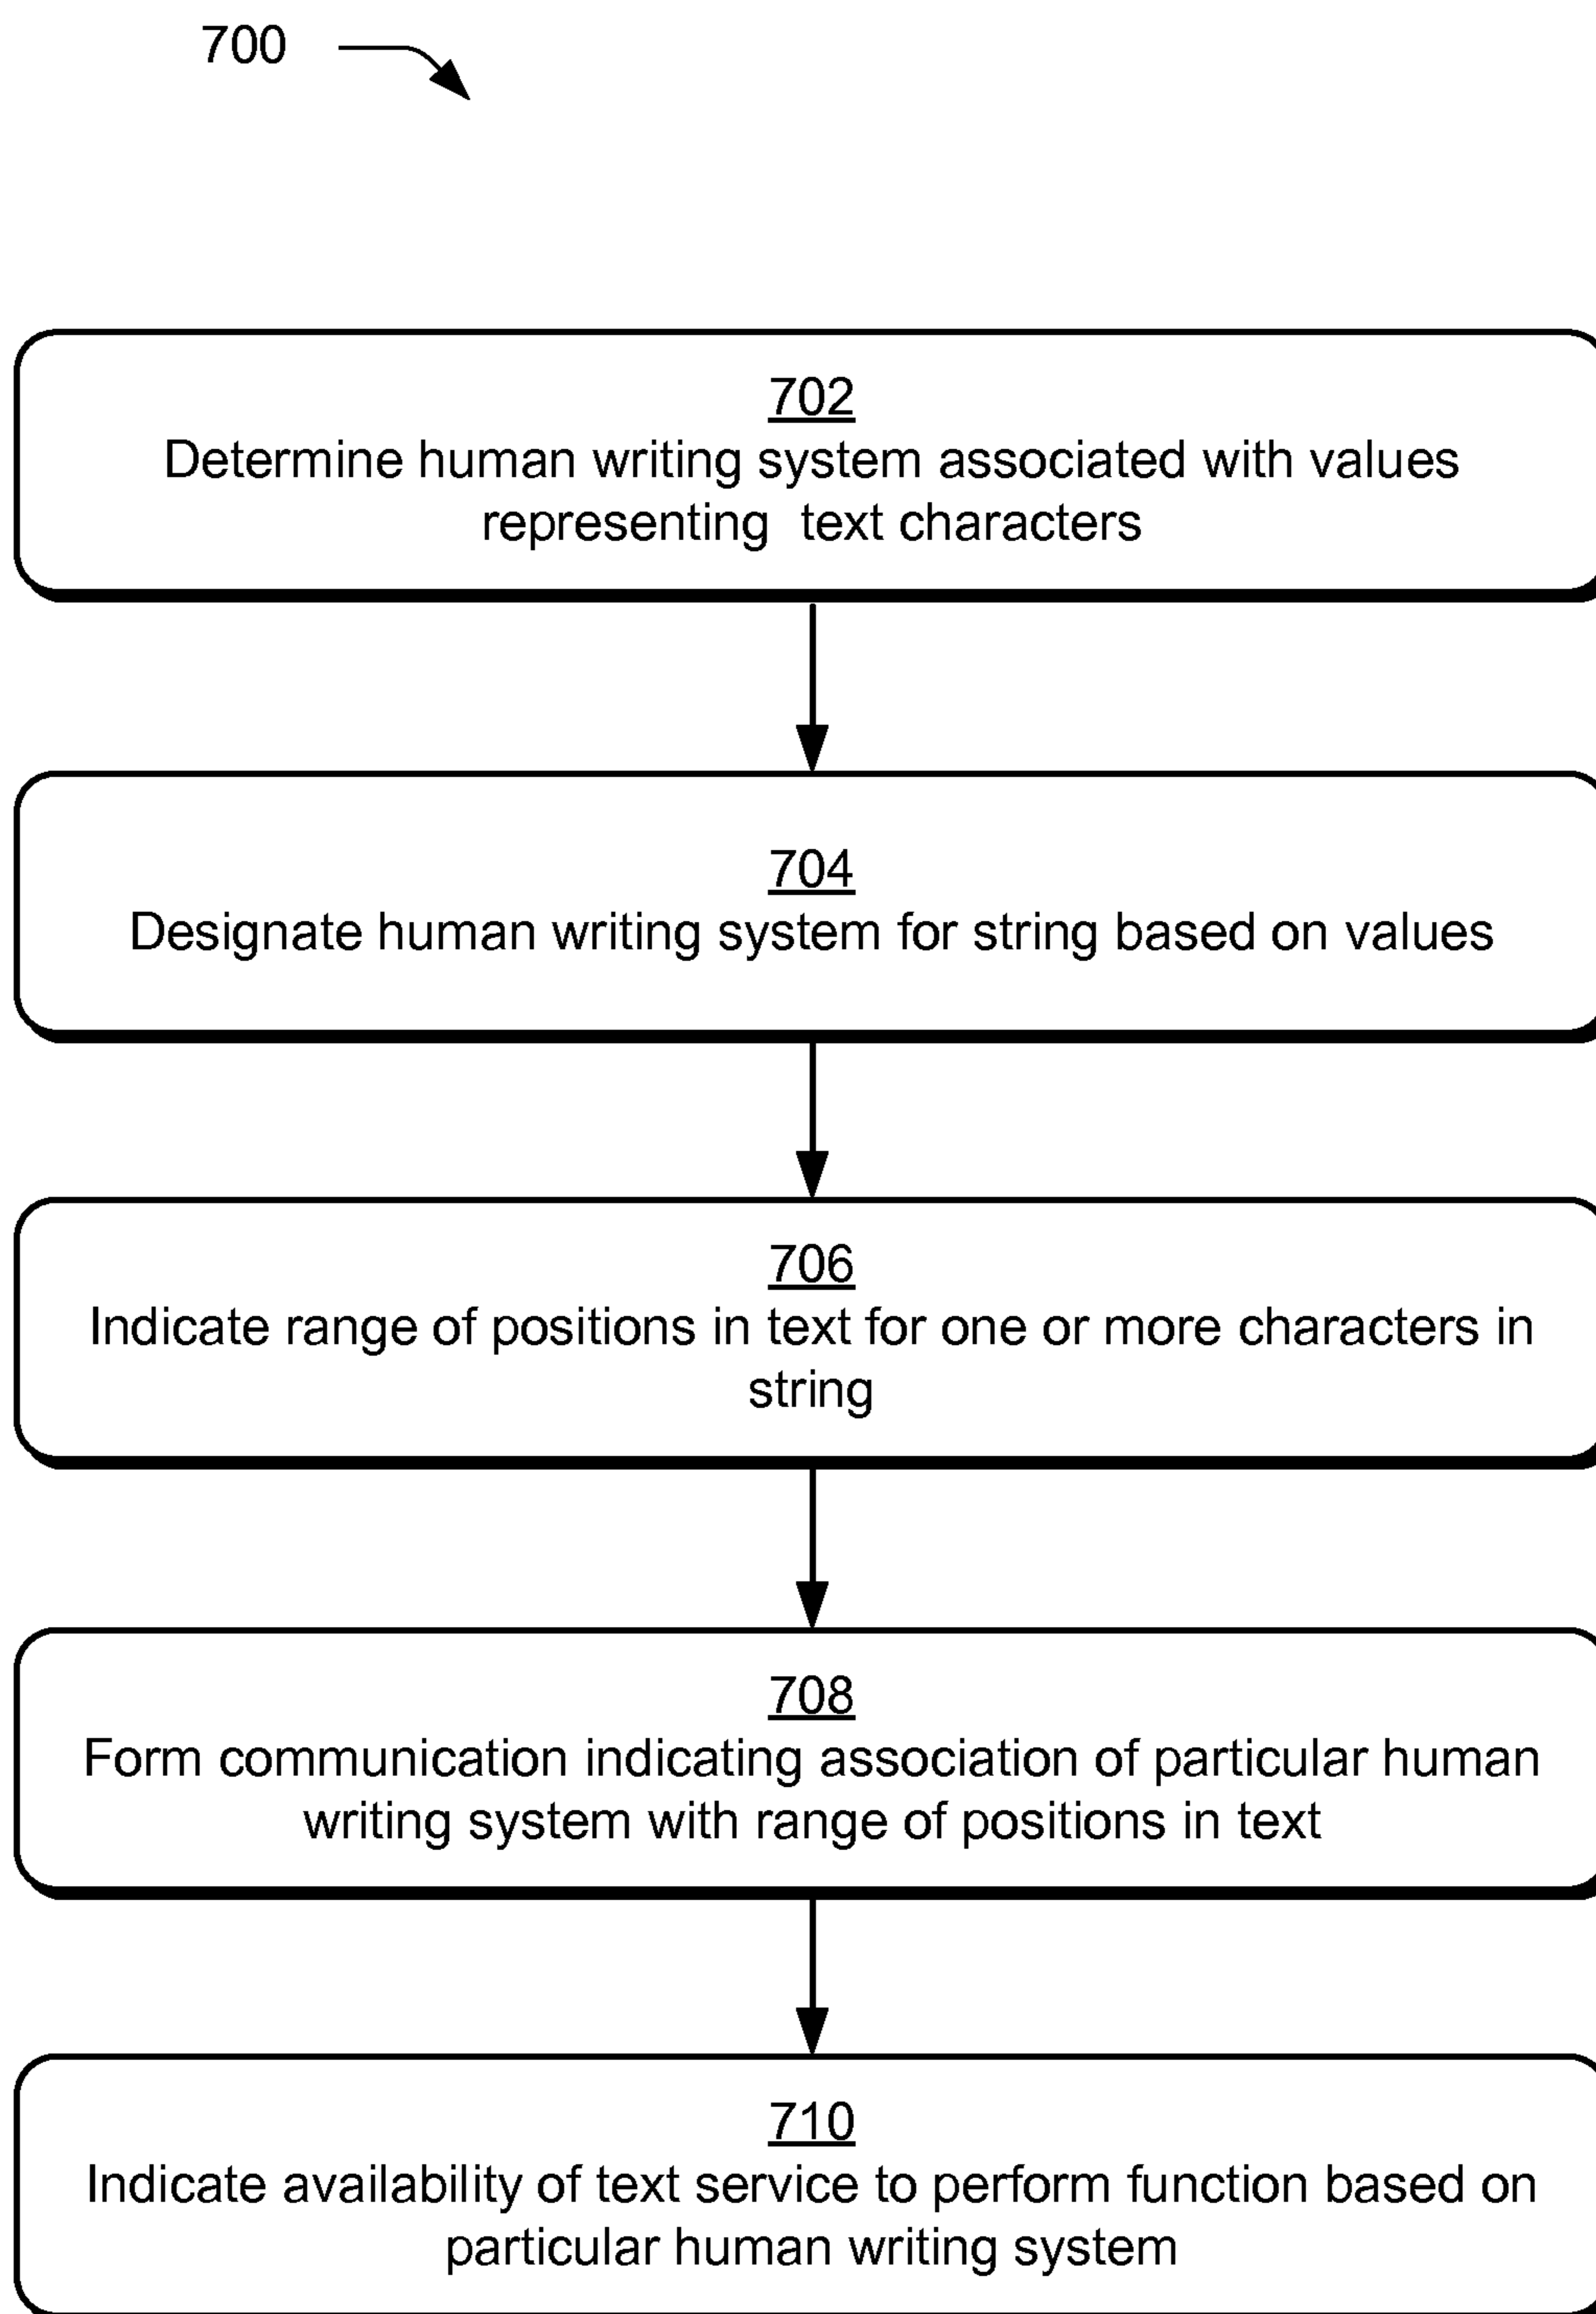 700
702
Determine human writing system associated with values
representing text characters
704
Designate human writing system for string based on values
706
Indicate range of positions in text for one or more characters in
string
708
Form communication indicating association of particular human
writing system with range of positions in text
710
Indicate availability of text service to perform function based on
particular human writing system